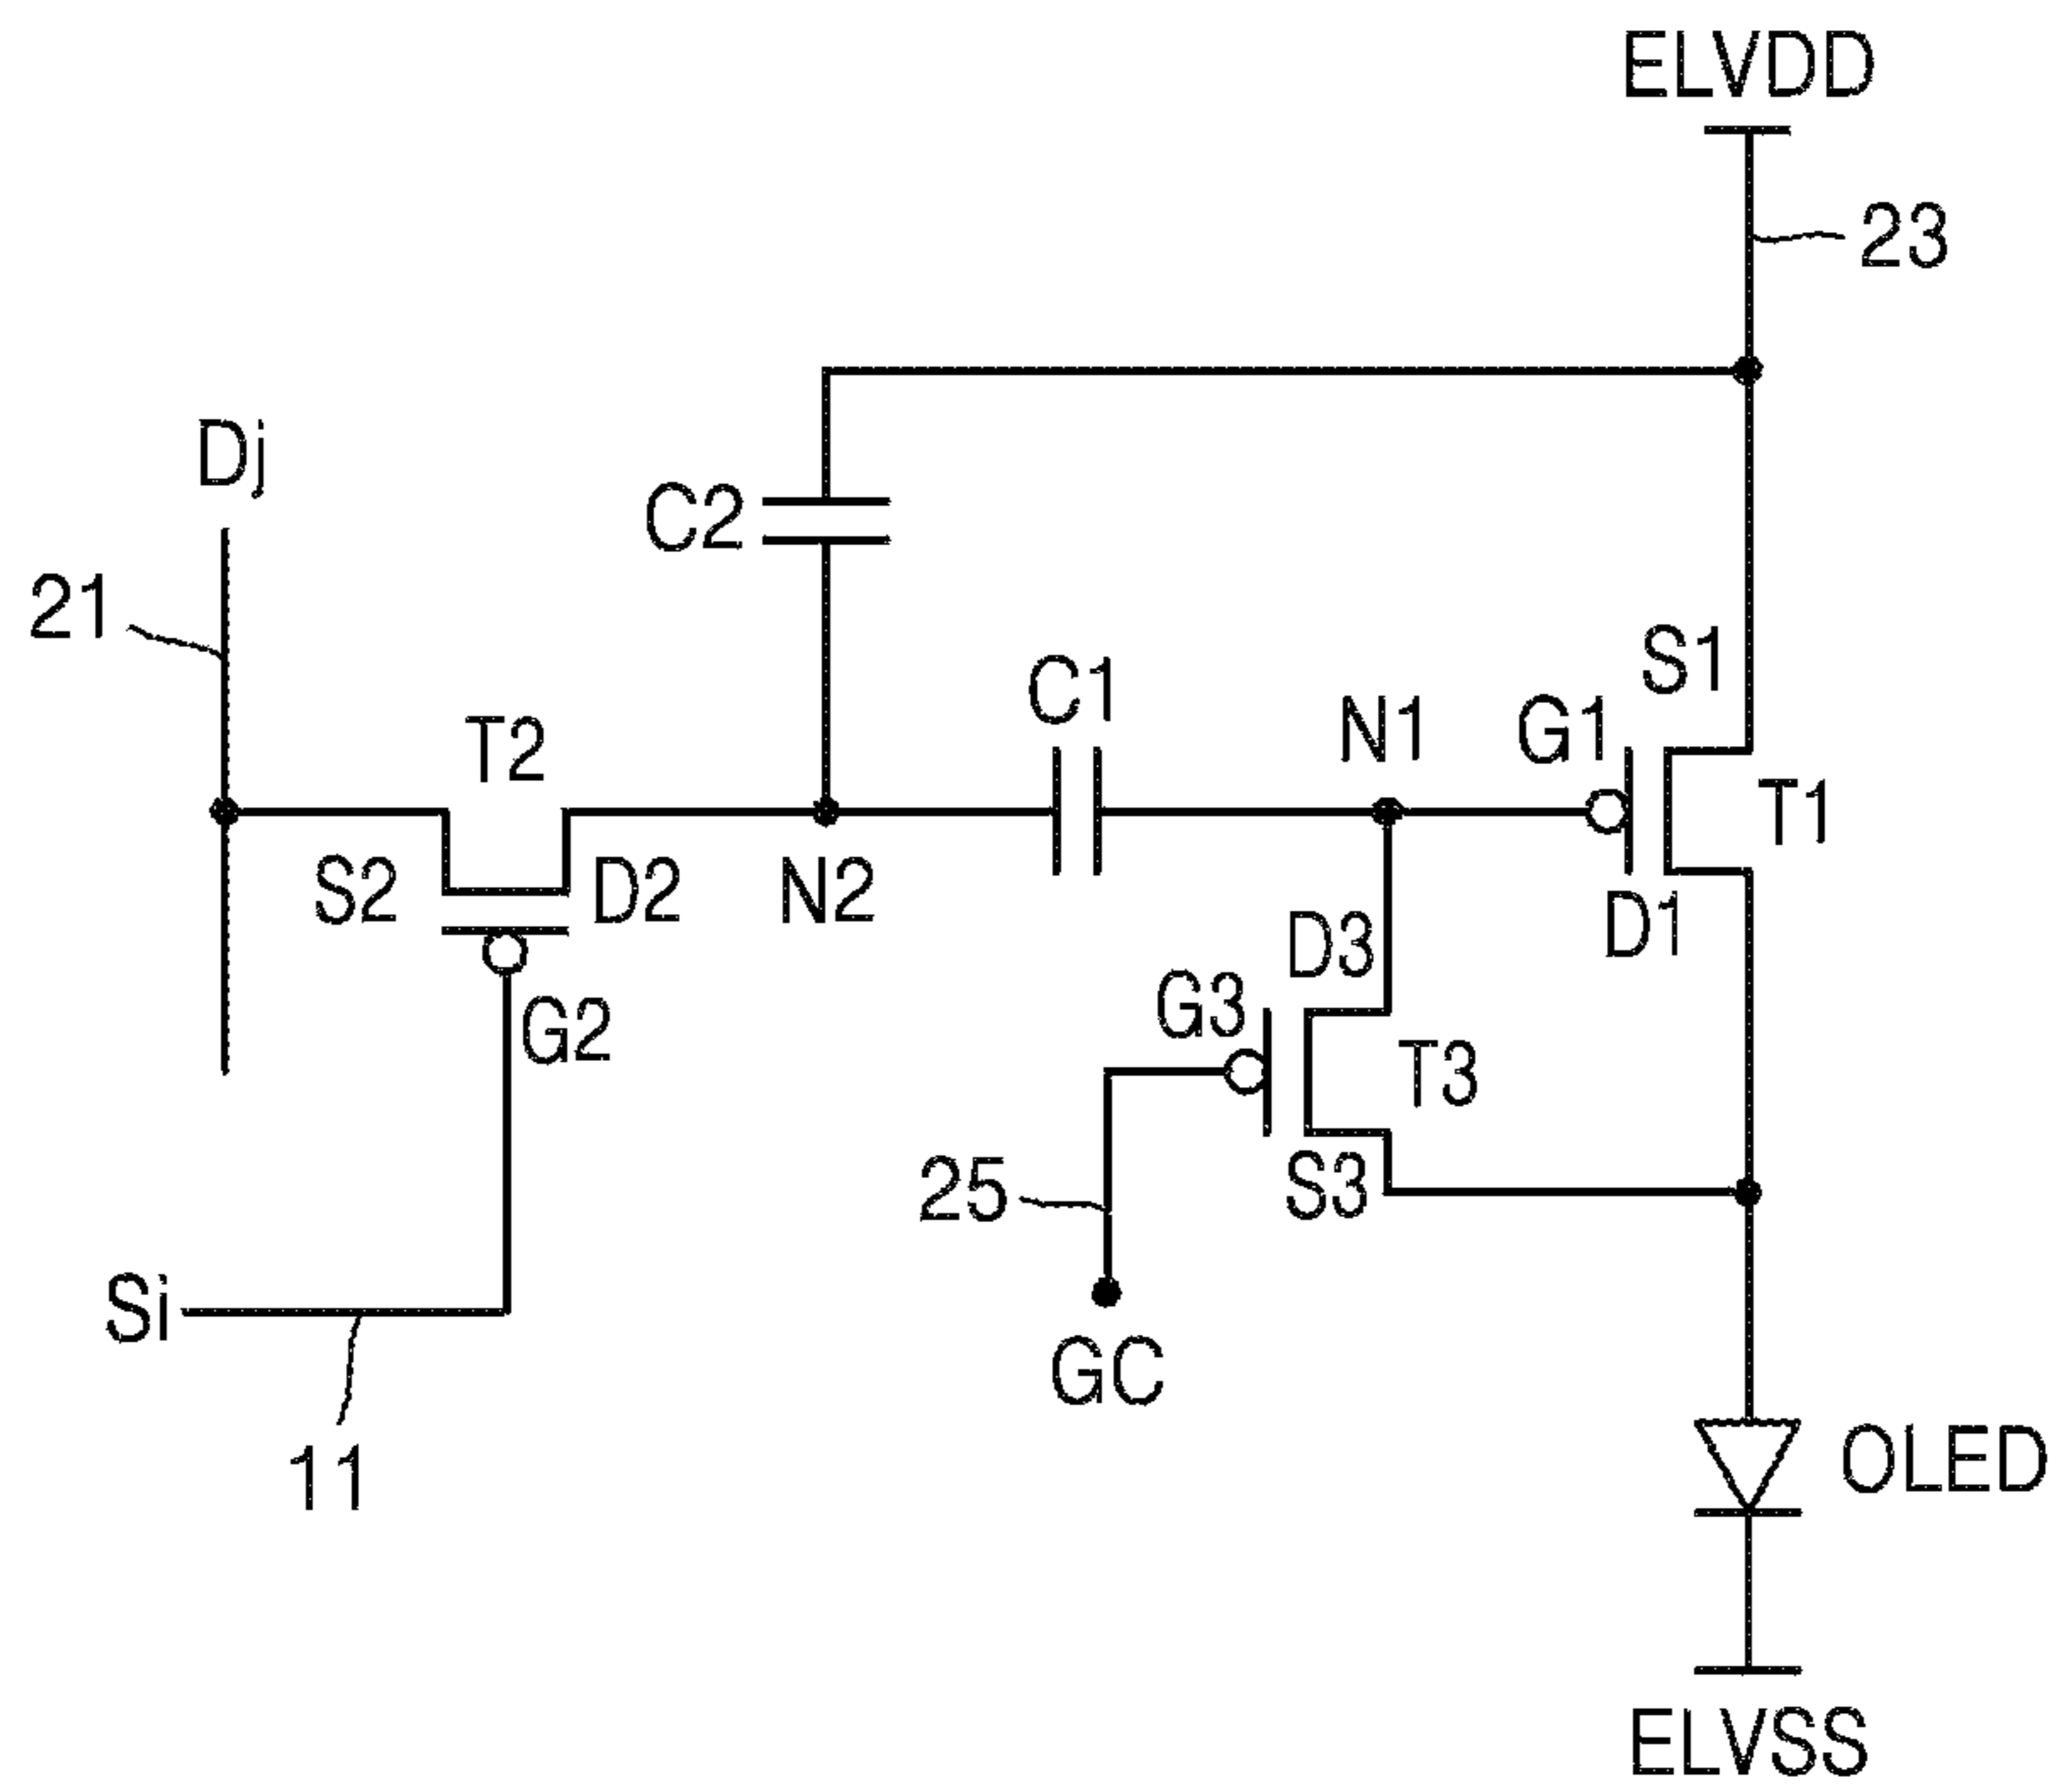 ELVDD
23
Dj
C2
21
S1
C1
N1
G1
T2
T1
S2
D2
N2
D1
D3
G3
G2
T3
25
S3
Si
GC
11
OLED
ELVSS